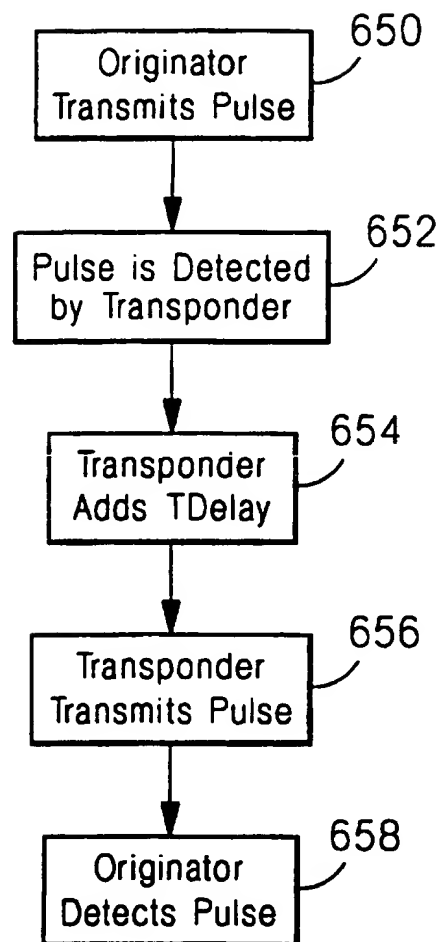 650
Originator
Transmits Pulse
652
Pulse is Detected
by Transponder
654
Transponder
Adds TDelay
656
Transponder
Transmits Pulse
658
Originator
Detects Pulse